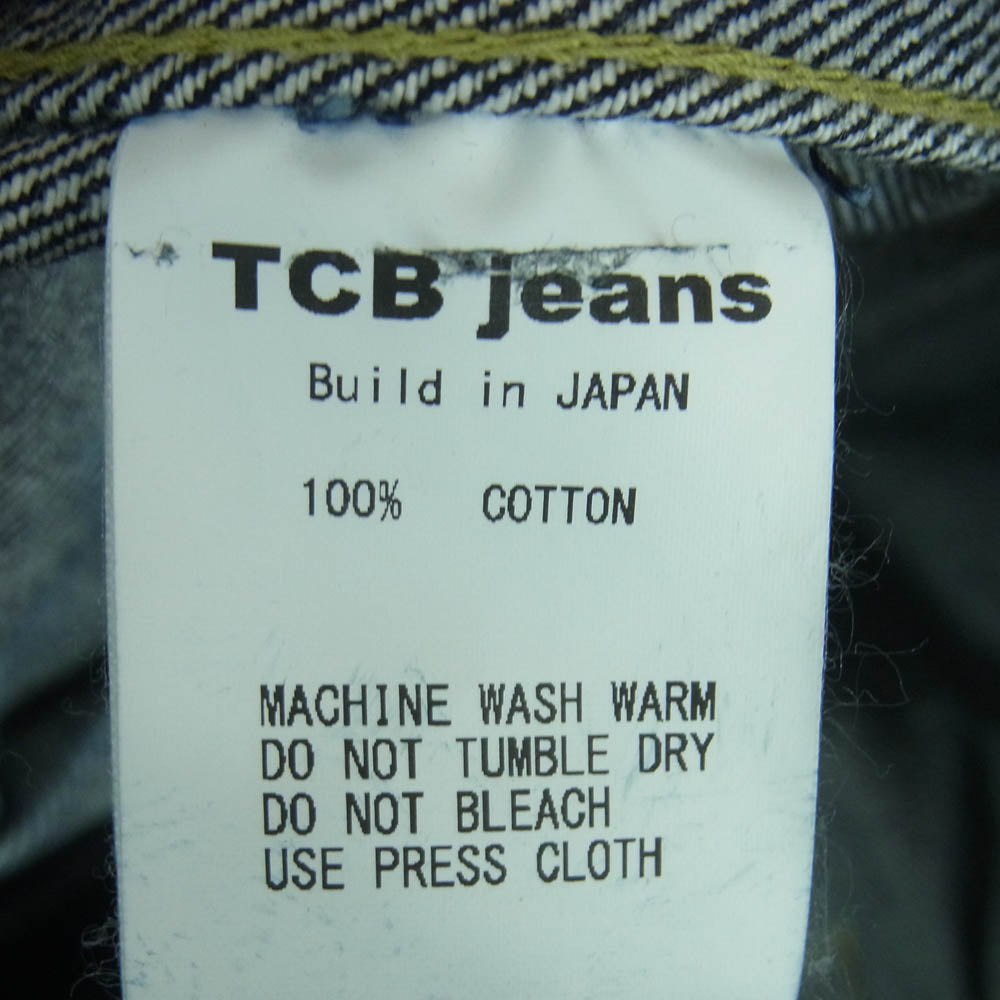 TCB jeans
Build in JAPAN
100% COTTON
MACHINE WASH WARM
DO NOT TUMBLE DRY
DO NOT BLEACH
USE PRESS CLOTH